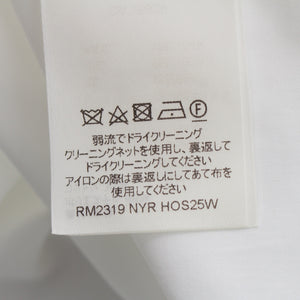 弱流でドライクリーニング
クリーニングネットを使用し、裏返して
ドライクリーニングしてください
アイロンの際は裏返しにあて布を
使用してください
RM2319 NYR HOS25W